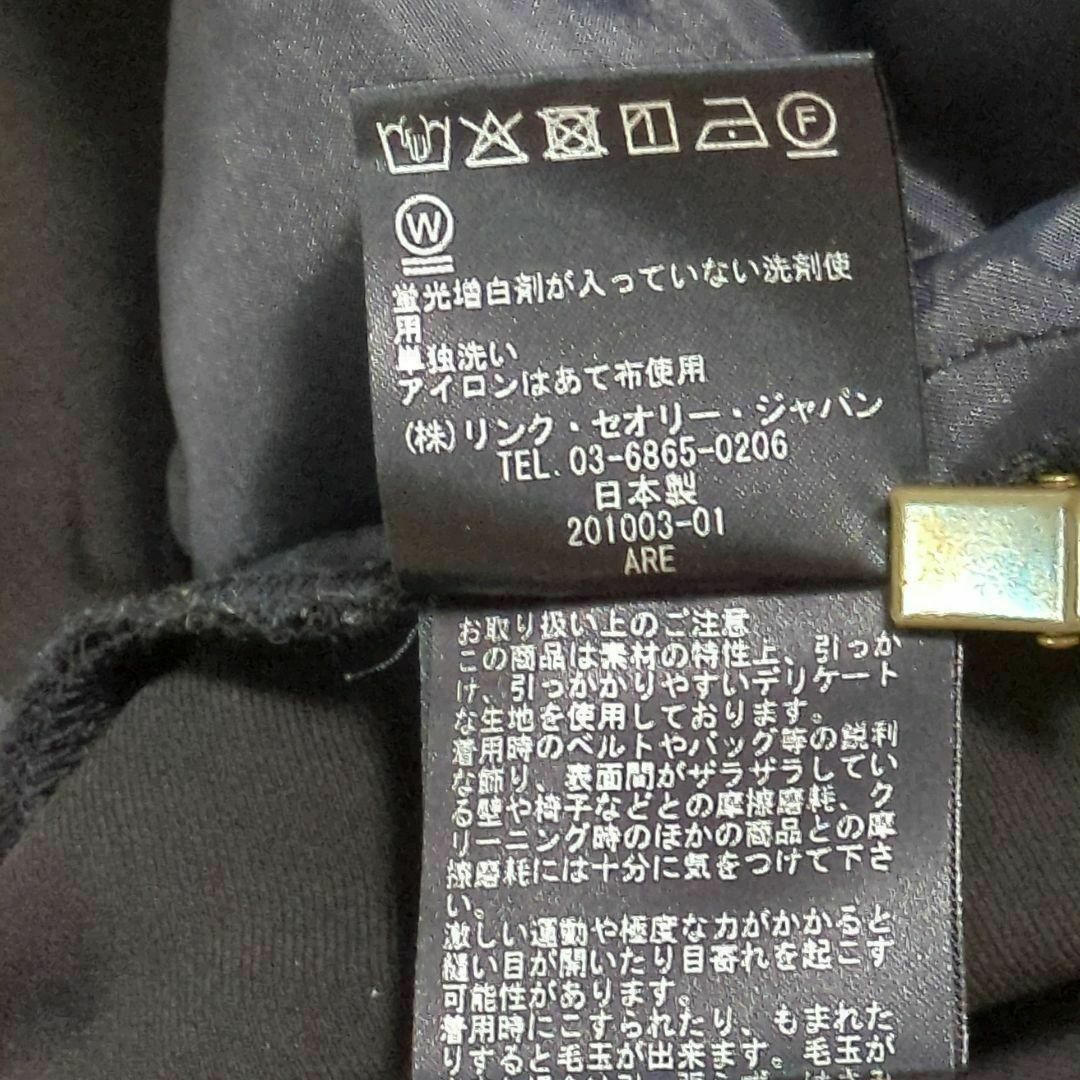 F
W
蛍光増白剤が入っていない洗剤使
用
単独洗い
アイロンはあて布使用
(株)リンク・セオリー・ジャパン
TEL. 03-6865-0206
日本製
201003-01
ARE
お取り扱い上のご注意
この商品は素材の特性上、引っか
け、引っかかりやすいデリケート
な生地を使用しております。
着用時のベルトやバッグ等の鋭利
な飾り、表面間がザラザラしてい
る壁や椅子などとの摩擦磨耗、ク
リーニング時のほかの商品との摩
擦磨耗には十分に気をつけて下さ
い。
激しい運動や極度な力がかかると
縫い目が開いたり目寄れを起こす
可能性があります。
着用時にこすられたり、もまれた
りすると毛玉が出来ます。毛玉が